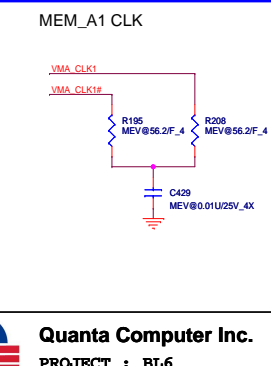 MEM_A1 CLK
VMA_CLK1
VMA_CLK1#
R195
MEV@56.2/F_4
R208
MEV@56.2/F_4
C429
MEV@0.01U/25V_4X
Quanta Computer Inc.
PROJECT : BL6